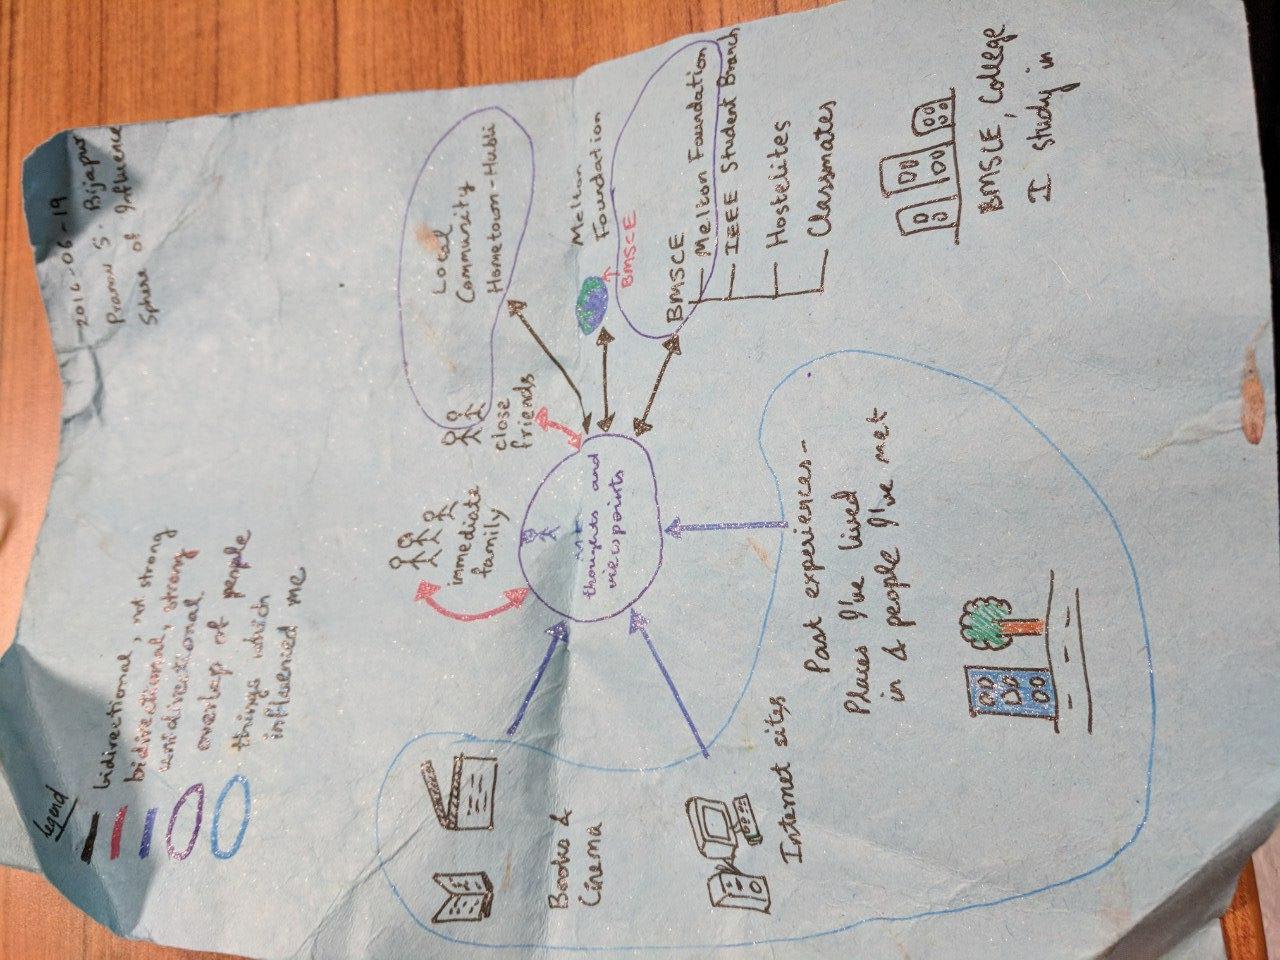 2016-06-19
Pranav S. Bijapur
Sphere of Influence
Legend
bidirectional, not strong
bidirectional, strong
unidirectional
overlap of people
things which
influenced me
Local
Community
Hometown-Hubli
close
friends
immediate
family
Melton
Foundation
BMSCE
thoughts and
viewpoints
BMSCE
Melton Foundation
IEEE Student Branch
Hostelites
Classmates
BMSCE, College
I study in
Books &
Cinema
Internet sites
Past experiences-
Places I've lived
in & people I've met